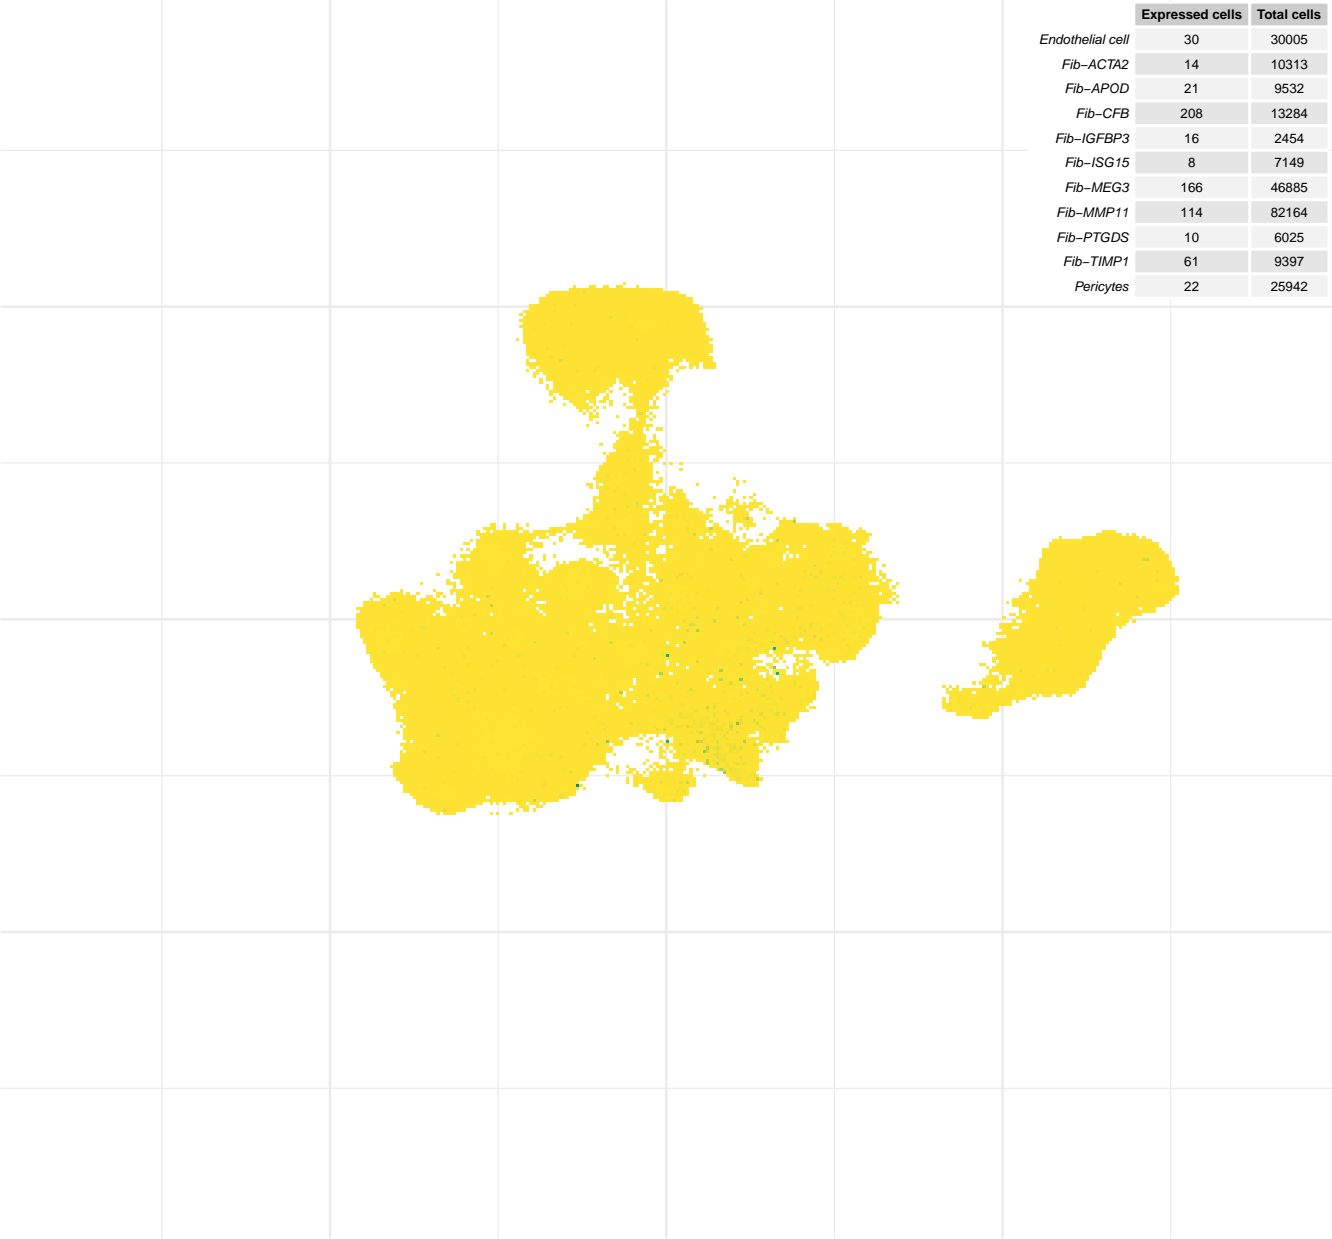 Expressed cells Total cells
Endothelial cell 30 30005
Fib−ACTA2 14 10313
Fib−APOD 21 9532
Fib−CFB 208 13284
Fib−IGFBP3 16 2454
Fib−ISG15 8 7149
Fib−MEG3 166 46885
Fib−MMP11 114 82164
Fib−PTGDS 10 6025
Fib−TIMP1 61 9397
Pericytes 22 25942